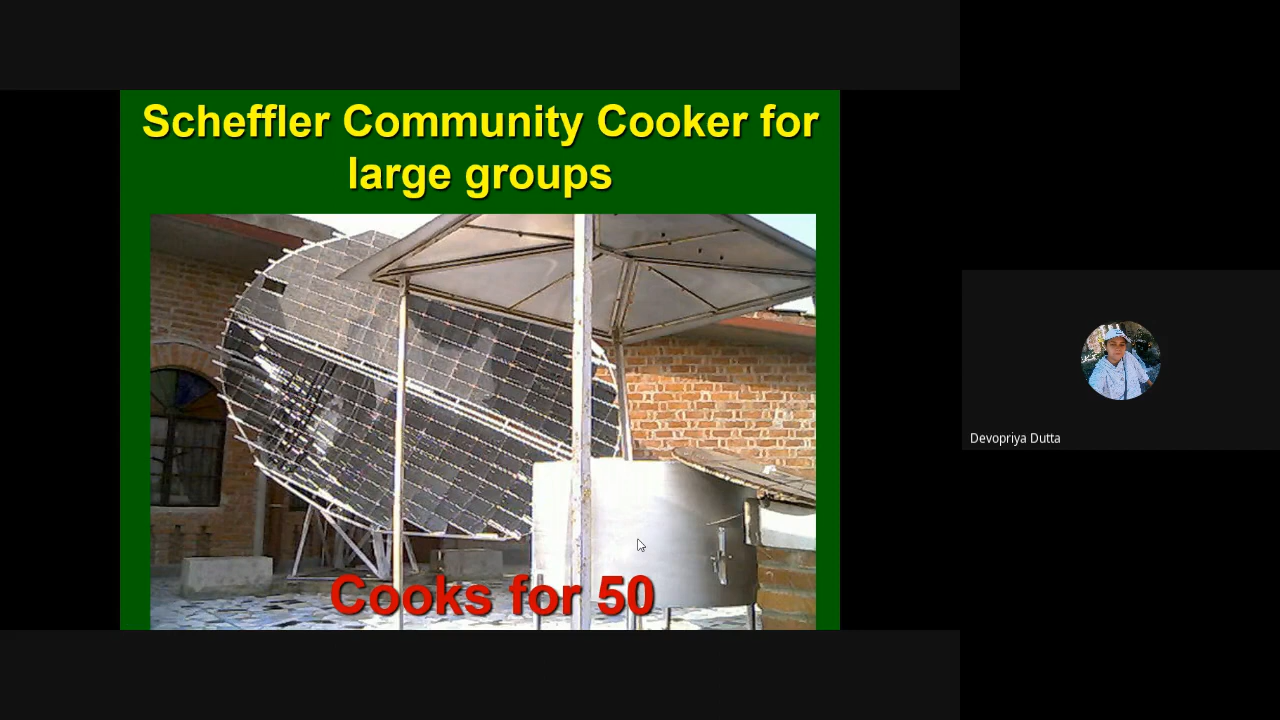 Scheffler Community Cooker for
large groups
Cooks for 50
Devopriya Dutta